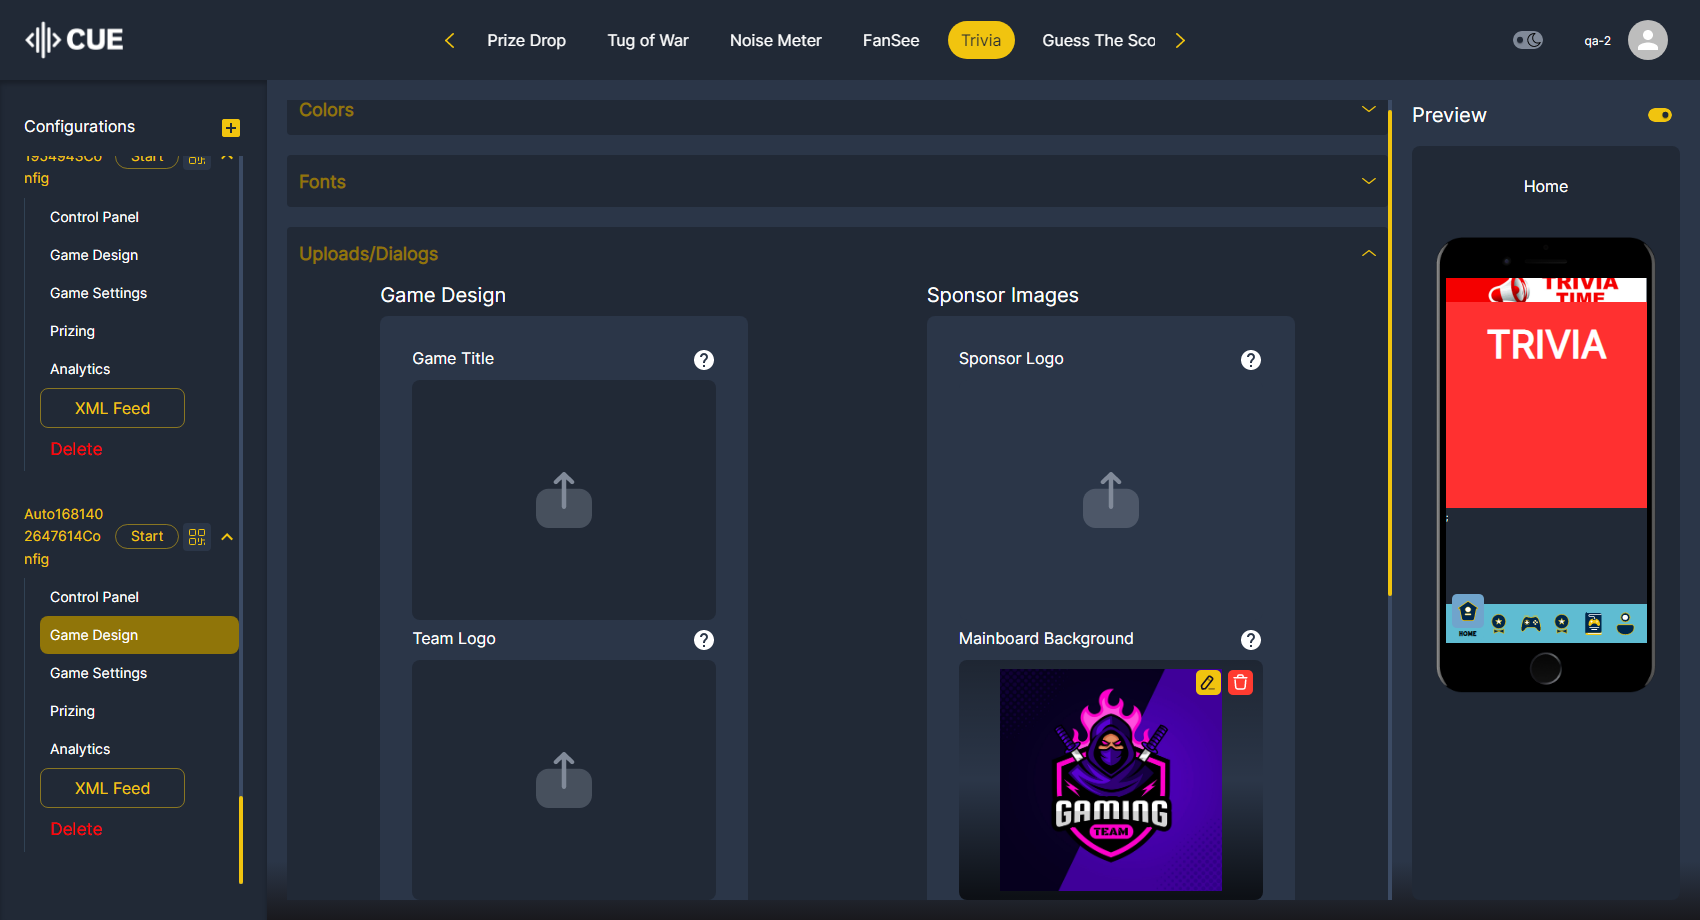 CUE
Prize Drop
Tug of War
Noise Meter
FanSee
Trivia
Guess The Sco
qa-2
Configurations
1934943Co
nfig
Start
Control Panel
Game Design
Game Settings
Prizing
Analytics
XML Feed
Delete
Auto168140
2647614Co
nfig
Start
Control Panel
Game Design
Game Settings
Prizing
Analytics
XML Feed
Delete
Colors
Fonts
Uploads/Dialogs
Game Design
Game Title
?
Team Logo
?
Sponsor Images
Sponsor Logo
?
Mainboard Background
?
GAMING
TEAM
Preview
Home
TRIVIA
TIME
TRIVIA
;
HOME